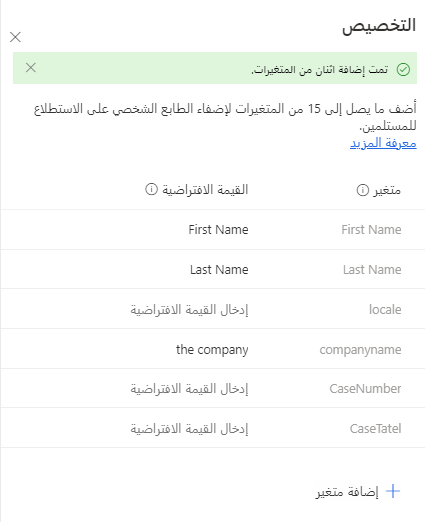 التخصيص
تمت إضافة اثنان من المتغيرات.
أضف ما يصل إلى 15 من المتغيرات لإضفاء الطابع الشخصي على الاستطلاع
للمستلمين.
معرفة المزيد
متغير القيمة الافتراضية
First Name First Name
Last Name Last Name
locale إدخال القيمة الافتراضية
companyname the company
CaseNumber إدخال القيمة الافتراضية
CaseTatel إدخال القيمة الافتراضية
إضافة متغير